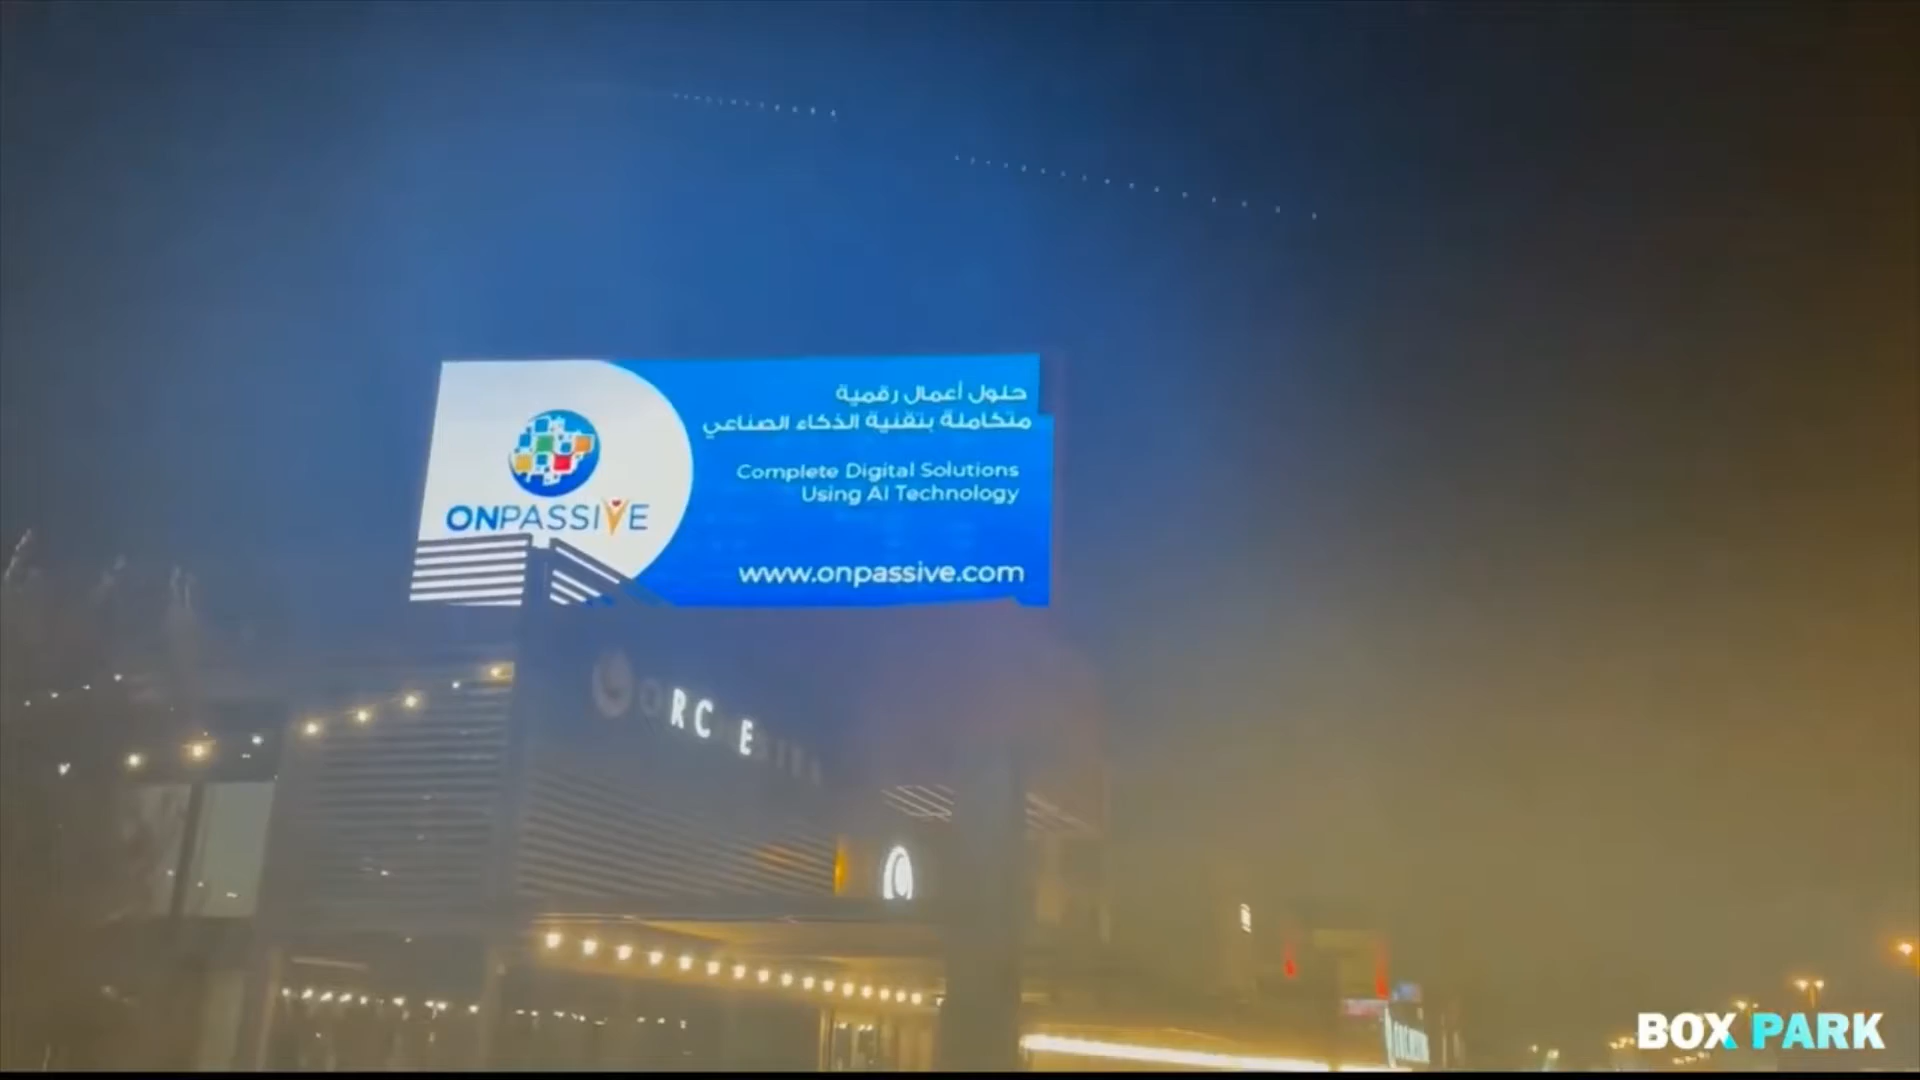 حلول أعمال رقمية
متكاملة بتقنية الذكاء الصناعي
Complete Digital Solutions
Using AI Technology
ONPASSIVE
www.onpassive.com
BOX PARK